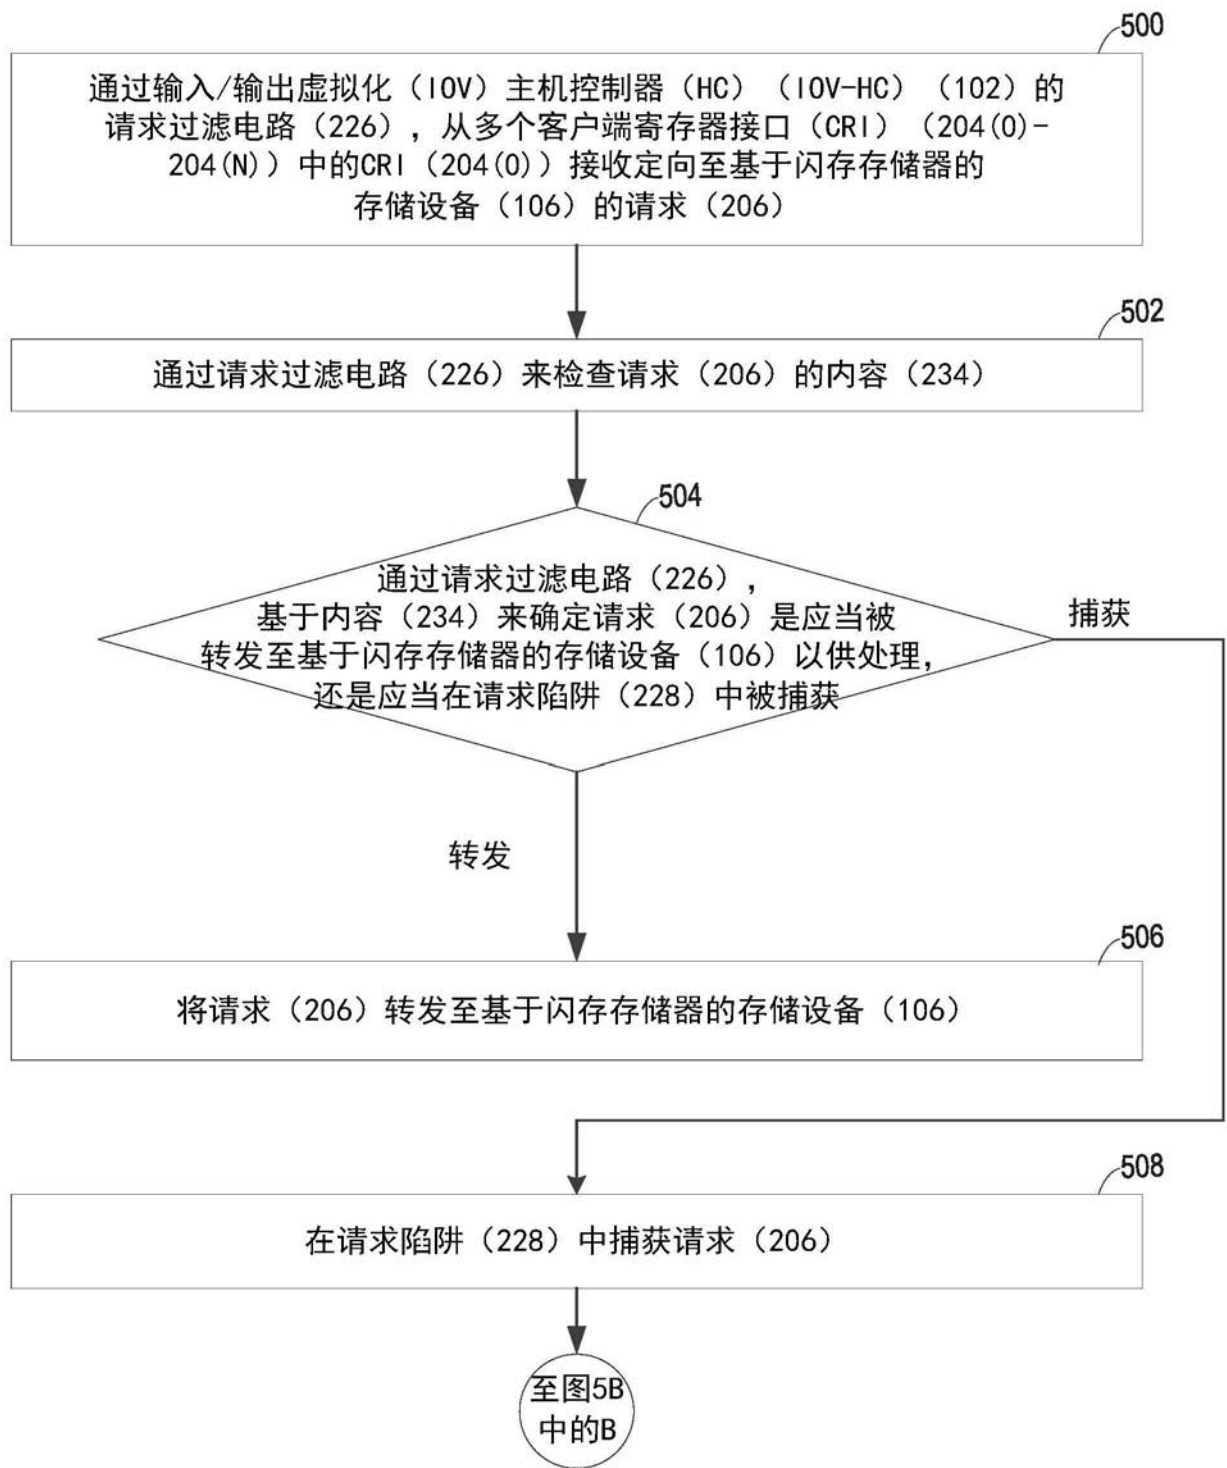 500
通过输入/输出虚拟化（IOV）主机控制器（HC）（IOV-HC）（102）的
请求过滤电路（226），从多个客户端寄存器接口（CRI）（204(0)-
204(N)）中的CRI（204(0)）接收定向至基于闪存存储器的
存储设备（106）的请求（206）
502
通过请求过滤电路（226）来检查请求（206）的内容（234）
504
通过请求过滤电路（226），
基于内容（234）来确定请求（206）是应当被
转发至基于闪存存储器的存储设备（106）以供处理，
还是应当在请求陷阱（228）中被捕获
捕获
转发
506
将请求（206）转发至基于闪存存储器的存储设备（106）
508
在请求陷阱（228）中捕获请求（206）
至图5B
中的B